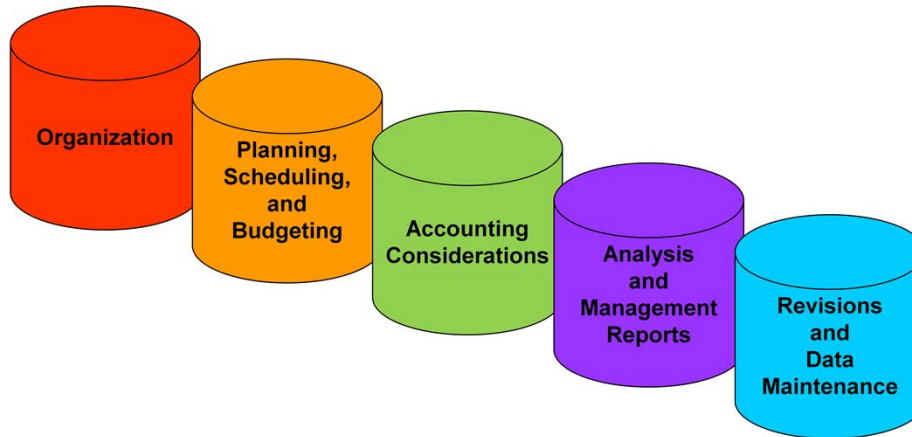 Organization
Planning,
Scheduling,
and
Budgeting
Accounting
Considerations
Analysis
and
Management
Reports
Revisions
and
Data
Maintenance